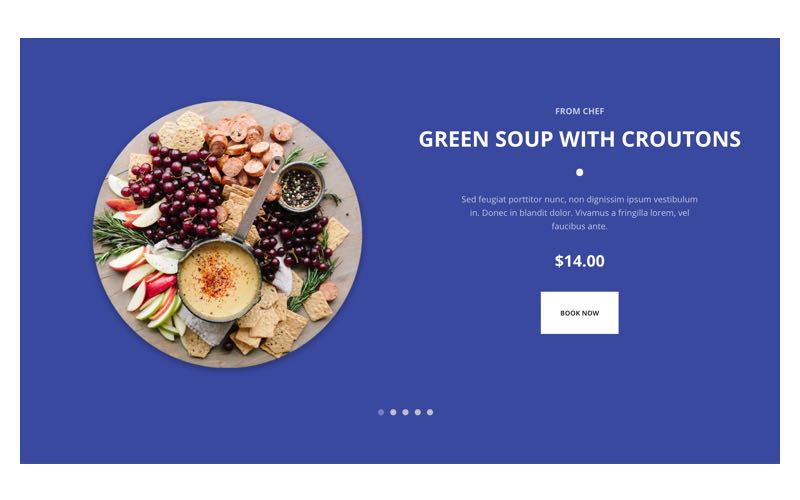 FROM CHEF
GREEN SOUP WITH CROUTONS
Sed feugiat porttitor nunc, non dignissim ipsum vestibulum
in. Donec in blandit dolor. Vivamus a fringilla lorem, vel
faucibus ante.
$14.00
BOOK NOW